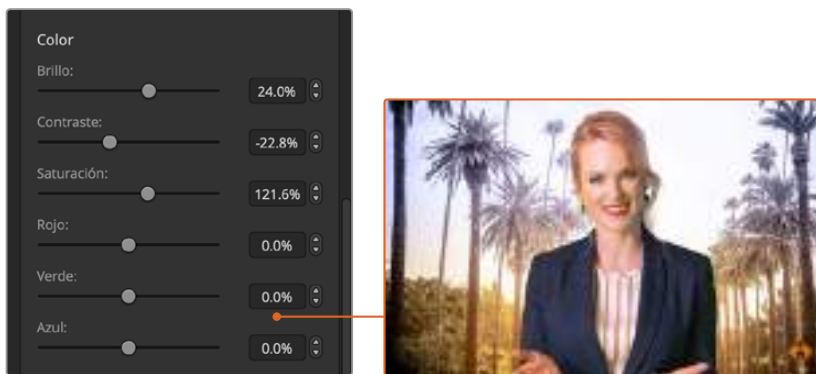 Color
Brillo:
24.0%
Contraste:
-22.8%
Saturación:
121.6%
Rojo:
0.0%
Verde:
0.0%
Azul:
0.0%